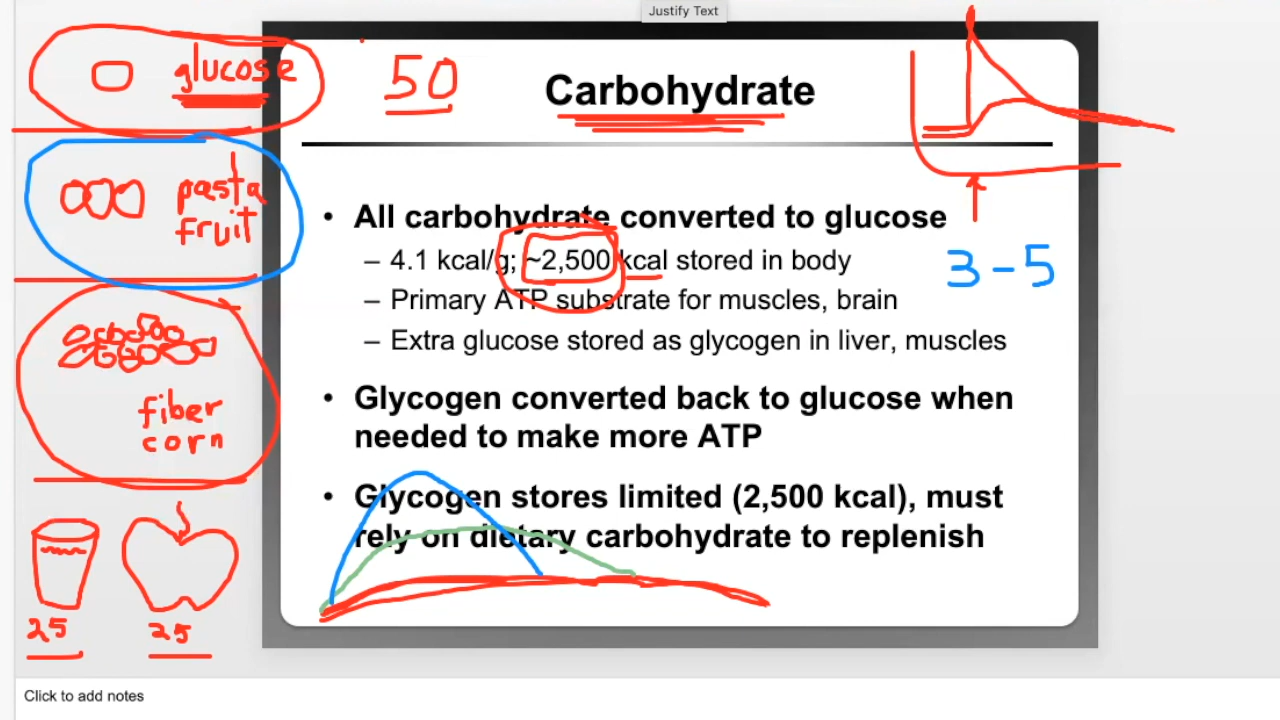 Justify Text
glucose
50
Carbohydrate
pasta
fruit
• All carbohydrate converted to glucose
– 4.1 kcal/g; ~2,500 kcal stored in body
3-5
– Primary ATP substrate for muscles, brain
– Extra glucose stored as glycogen in liver, muscles
fiber
corn
• Glycogen converted back to glucose when
needed to make more ATP
• Glycogen stores limited (2,500 kcal), must
rely on dietary carbohydrate to replenish
25 25
Click to add notes